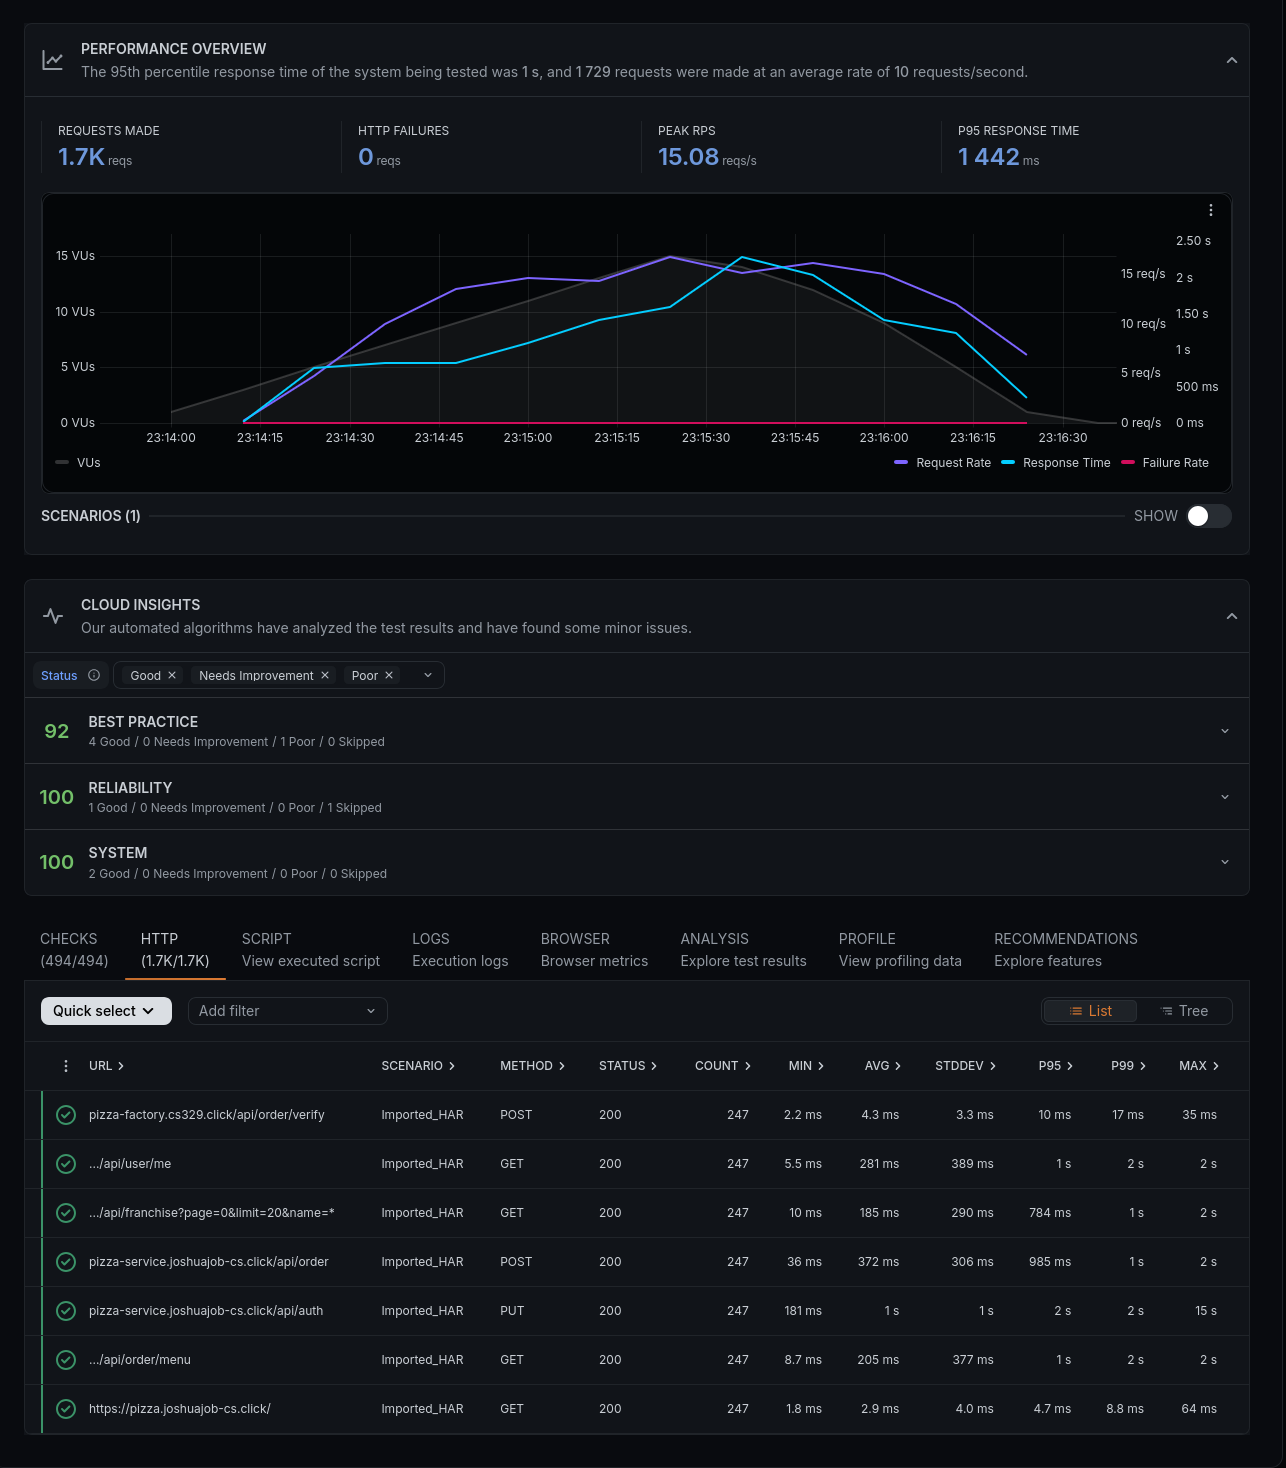 PERFORMANCE OVERVIEW
The 95th percentile response time of the system being tested was 1 s, and 1 729 requests were made at an average rate of 10 requests/second.
REQUESTS MADE HTTP FAILURES PEAK RPS P95 RESPONSE TIME
1.7K reqs 0 reqs 15.08 reqs/s 1 442 ms
2.50 s
15 VUs
15 req/s 2 s
10 VUs 1.50 s
10 req/s
1 s
5 VUs 5 req/s
500 ms
0 VUs 0 req/s 0 ms
23:14:00 23:14:15 23:14:30 23:14:45 23:15:00 23:15:15 23:15:30 23:15:45 23:16:00 23:16:15 23:16:30
VUs Request Rate Response Time Failure Rate
SCENARIOS (1) SHOW
CLOUD INSIGHTS
Our automated algorithms have analyzed the test results and have found some minor issues.
Status Good Needs Improvement Poor
92 BEST PRACTICE
4 Good / 0 Needs Improvement / 1 Poor / 0 Skipped
100 RELIABILITY
1 Good / 0 Needs Improvement / 0 Poor / 1 Skipped
100 SYSTEM
2 Good / 0 Needs Improvement / 0 Poor / 0 Skipped
CHECKS HTTP SCRIPT LOGS BROWSER ANALYSIS PROFILE RECOMMENDATIONS
(494/494) (1.7K/1.7K) View executed script Execution logs Browser metrics Explore test results View profiling data Explore features
Quick select Add filter List Tree
URL SCENARIO METHOD STATUS COUNT MIN AVG STDDEV P95 P99 MAX
pizza-factory.cs329.click/api/order/verify Imported_HAR POST 200 247 2.2 ms 4.3 ms 3.3 ms 10 ms 17 ms 35 ms
.../api/user/me Imported_HAR GET 200 247 5.5 ms 281 ms 389 ms 1 s 2 s 2 s
.../api/franchise?page=0&limit=20&name=* Imported_HAR GET 200 247 10 ms 185 ms 290 ms 784 ms 1 s 2 s
pizza-service.joshuajob-cs.click/api/order Imported_HAR POST 200 247 36 ms 372 ms 306 ms 985 ms 1 s 2 s
pizza-service.joshuajob-cs.click/api/auth Imported_HAR PUT 200 247 181 ms 1 s 1 s 2 s 2 s 15 s
.../api/order/menu Imported_HAR GET 200 247 8.7 ms 205 ms 377 ms 1 s 2 s 2 s
https://pizza.joshuajob-cs.click/ Imported_HAR GET 200 247 1.8 ms 2.9 ms 4.0 ms 4.7 ms 8.8 ms 64 ms